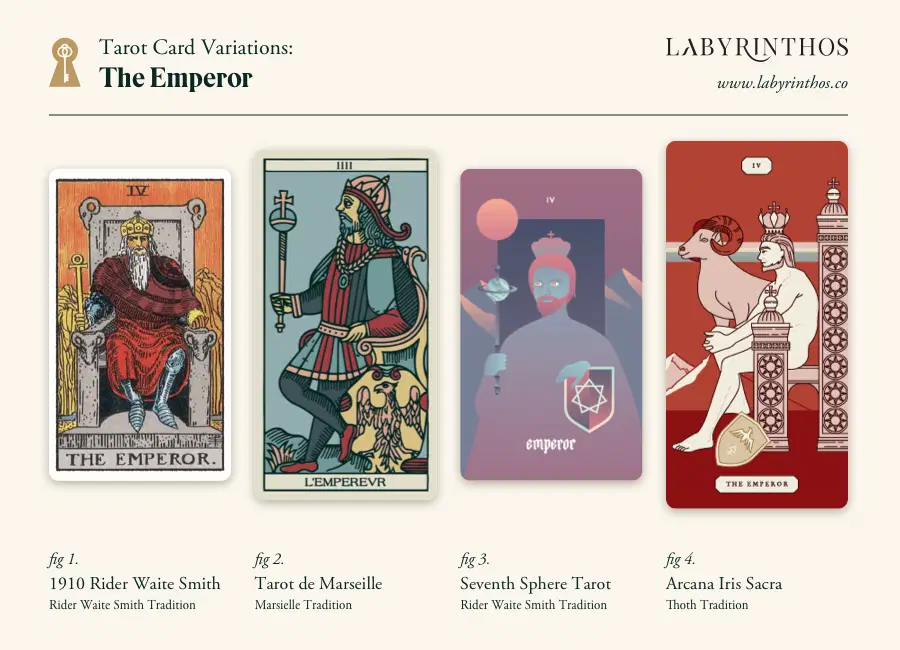 Tarot Card Variations:
The Emperor
LABYRINTHOS
www.labyrinthos.co
IV
THE EMPEROR.
IIII
L'EMPEREVR
IV
emperor
IV
THE EMPEROR
fig 1.
1910 Rider Waite Smith
Rider Waite Smith Tradition
fig 2.
Tarot de Marseille
Marsielle Tradition
fig 3.
Seventh Sphere Tarot
Rider Waite Smith Tradition
fig 4.
Arcana Iris Sacra
Thoth Tradition